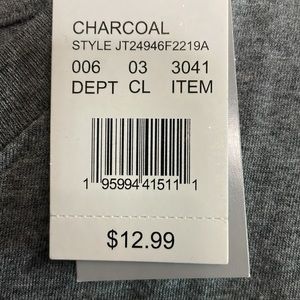 CHARCOAL
STYLE JT24946F2219A
006 03 3041
DEPT CL ITEM
1 95994 41511 1
$12.99